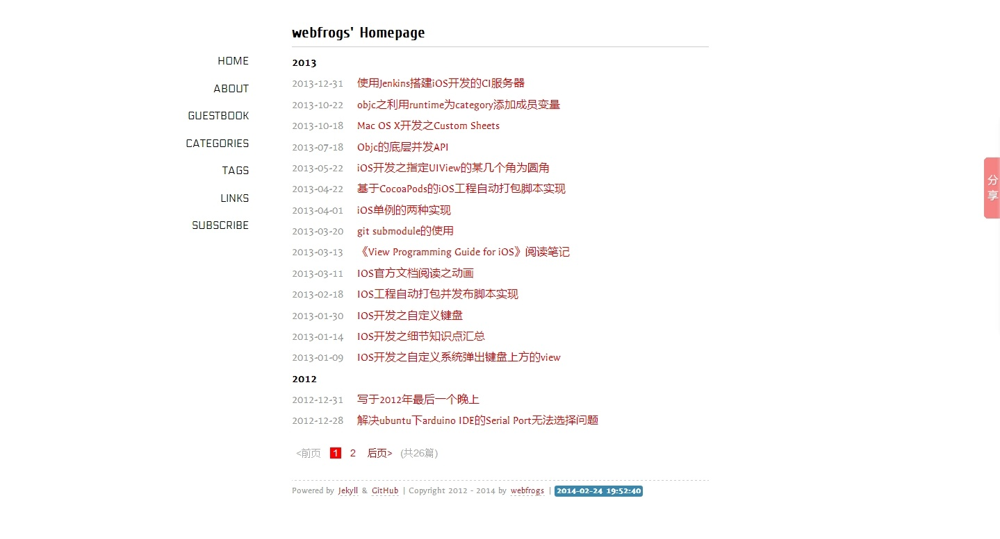 webfrogs' Homepage
HOME
ABOUT
GUESTBOOK
CATEGORIES
TAGS
LINKS
SUBSCRIBE
2013
2013-12-31 使用Jenkins搭建iOS开发的CI服务器
2013-10-22 objc之利用runtime为category添加成员变量
2013-10-18 Mac OS X开发之Custom Sheets
2013-07-18 Objc的底层并发API
2013-05-22 iOS开发之指定UIView的某几个角为圆角
2013-04-22 基于CocoaPods的iOS工程自动打包脚本实现
2013-04-01 iOS单例的两种实现
2013-03-20 git submodule的使用
2013-03-13 《View Programming Guide for iOS》阅读笔记
2013-03-11 IOS官方文档阅读之动画
2013-02-18 IOS工程自动打包并发布脚本实现
2013-01-30 IOS开发之自定义键盘
2013-01-14 IOS开发之细节知识点汇总
2013-01-09 IOS开发之自定义系统弹出键盘上方的view
2012
2012-12-31 写于2012年最后一个晚上
2012-12-28 解决ubuntu下arduino IDE的Serial Port无法选择问题
<前页 1 2 后页> (共26篇)
Powered by Jekyll & GitHub | Copyright 2012 - 2014 by webfrogs | 2014-02-24 19:52:40
分
享